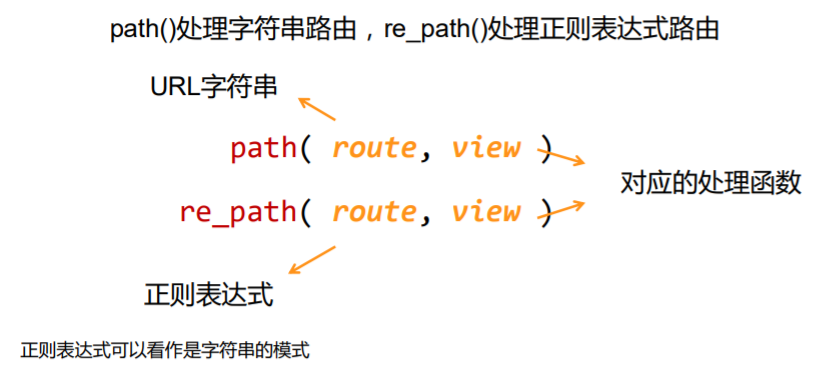 path()处理字符串路由，re_path()处理正则表达式路由
URL字符串
path( route, view )
对应的处理函数
re_path( route, view )
正则表达式
正则表达式可以看作是字符串的模式